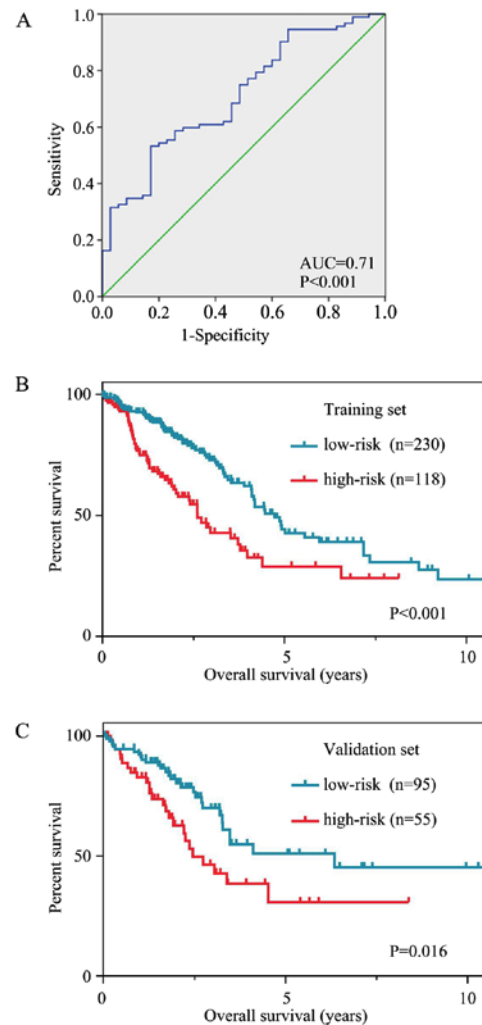 A
1.0
0.8
0.6
0.4
0.2
0.0
Sensitivity
AUC=0.71
P<0.001
0.0 0.2 0.4 0.6 0.8 1.0
1-Specificity
B
100
50
0
Percent survival
Training set
low-risk (n=230)
high-risk (n=118)
P<0.001
0 5 10
Overall survival (years)
C
100
50
0
Percent survival
Validation set
low-risk (n=95)
high-risk (n=55)
P=0.016
0 5 10
Overall survival (years)